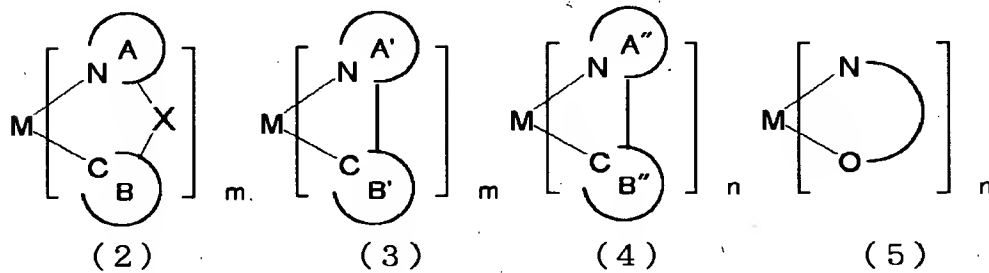 A A' A″
N N N N
X
M M M M
C C C O
B B' B″
m. m n n
(2) (3) (4) (5)